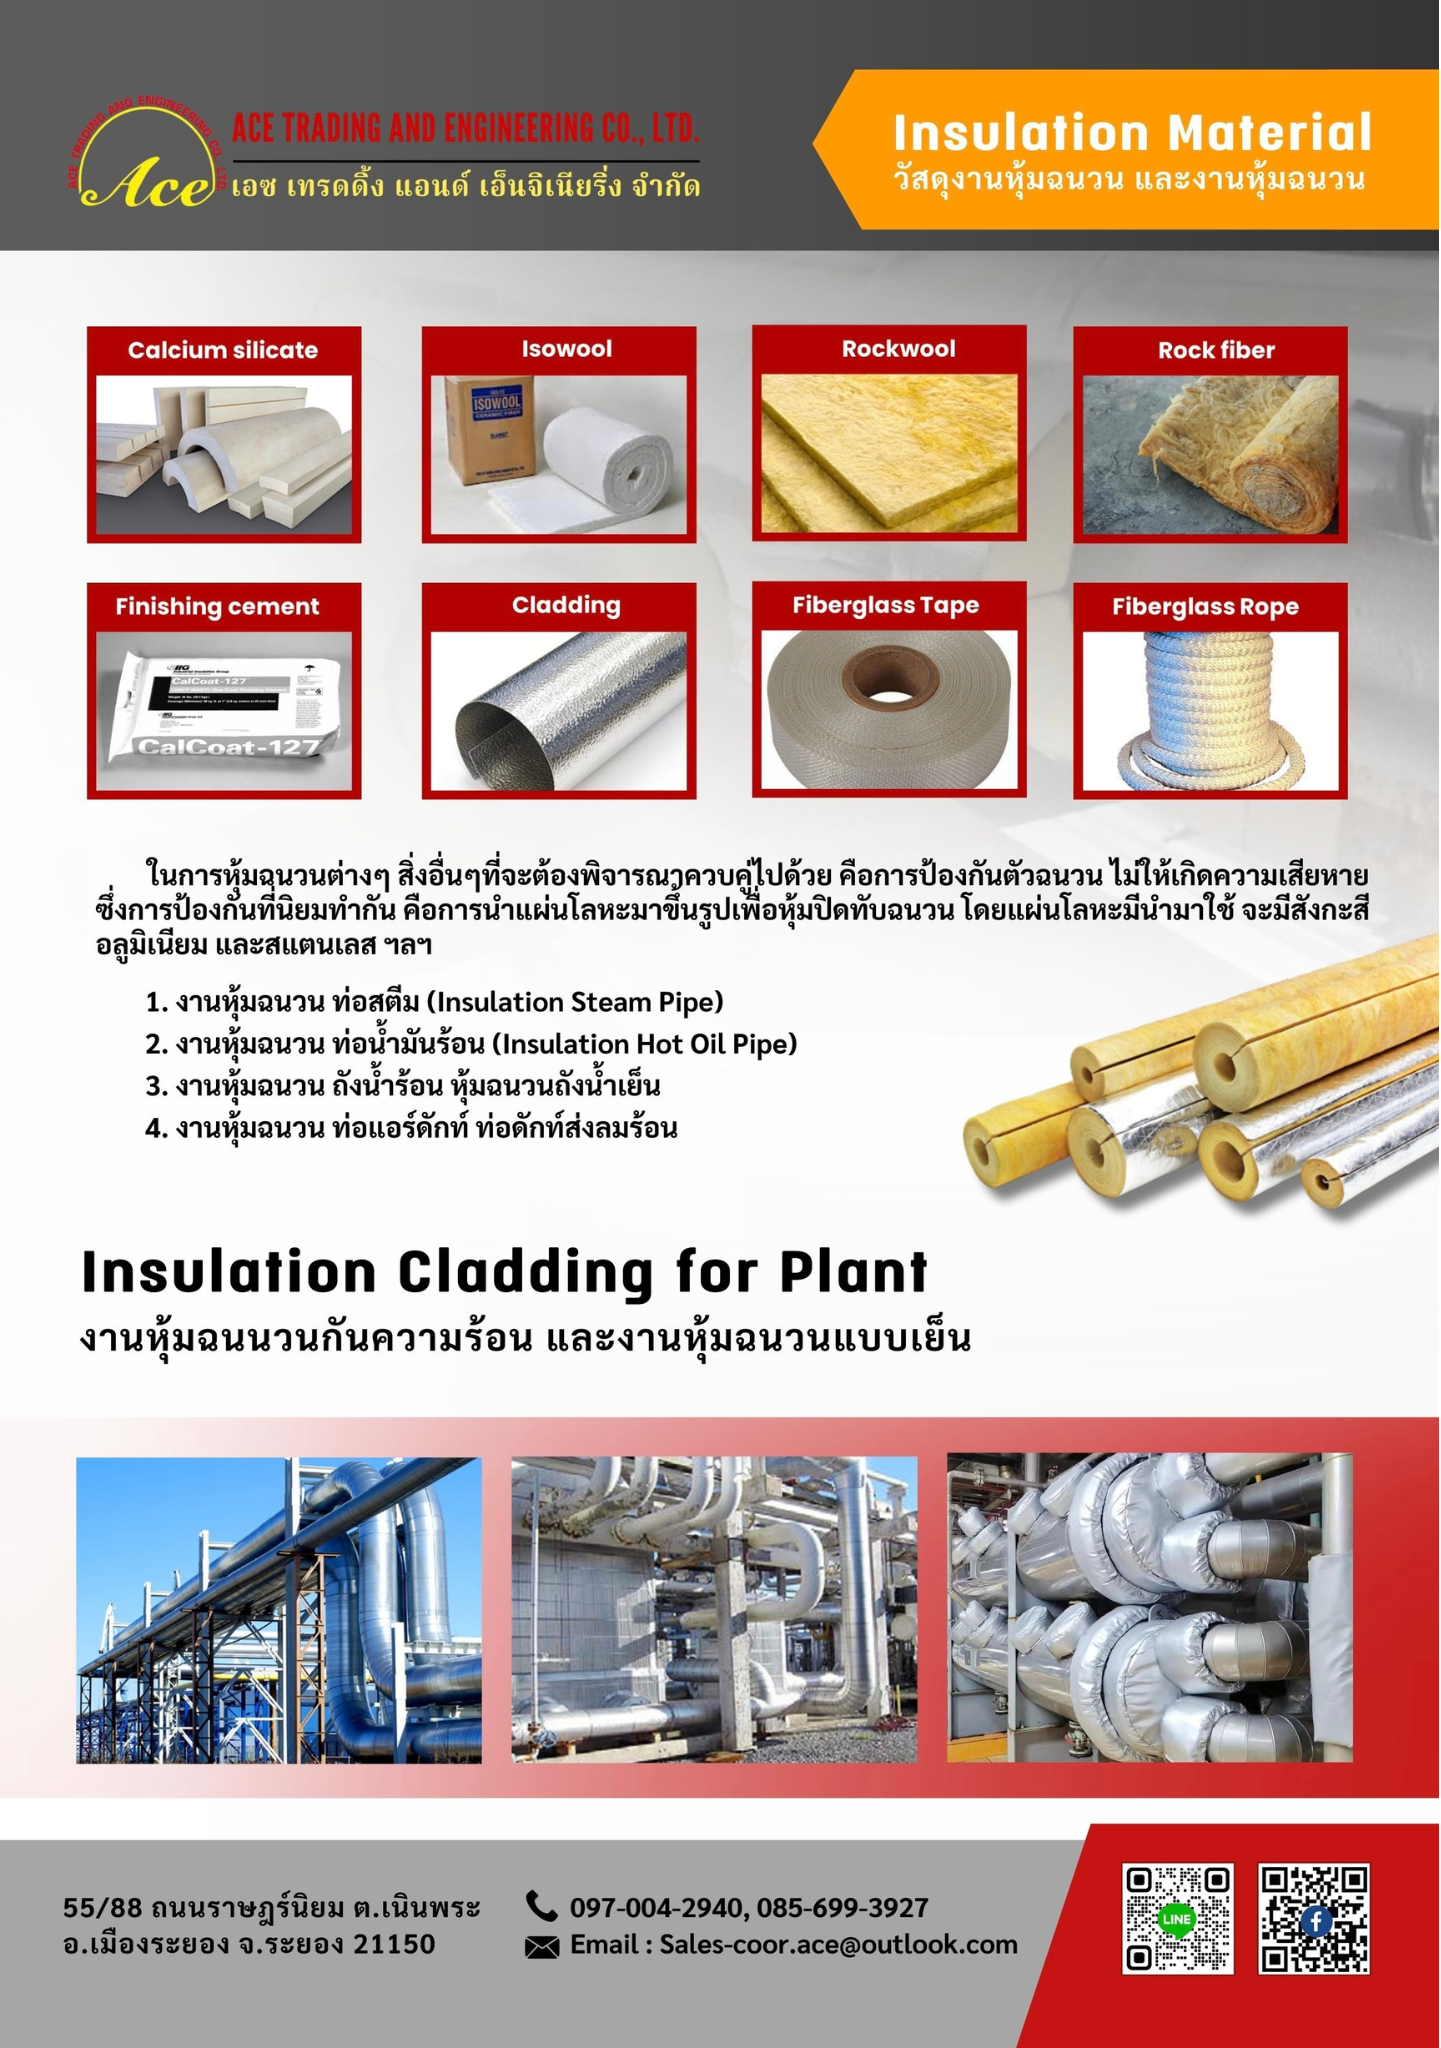 ACE TRADING AND ENGINEERING CO., LTD.
Ace
ACE TRADING AND ENGINEERING CO., LTD.
เอซ เทรดดิ้ง แอนด์ เอ็นจิเนียริ่ง จำกัด
Insulation Material
วัสดุงานหุ้มฉนวน และงานหุ้มฉนวน
Calcium silicate
Isowool
Rockwool
Rock fiber
ISOWOOL
CERAMIC FIBER
Finishing cement
Cladding
Fiberglass Tape
Fiberglass Rope
IIG
Industrial Insulation Group
CalCoat-127
CalCoat-127
ในการหุ้มฉนวนต่างๆ สิ่งอื่นๆที่จะต้องพิจารณาควบคู่ไปด้วย คือการป้องกันตัวฉนวน ไม่ให้เกิดความเสียหาย
ซึ่งการป้องกันที่นิยมทำกัน คือการนำแผ่นโลหะมาขึ้นรูปเพื่อหุ้มปิดทับฉนวน โดยแผ่นโลหะมีนำมาใช้ จะมีสังกะสี
อลูมิเนียม และสแตนเลส ฯลฯ
1. งานหุ้มฉนวน ท่อสตีม (Insulation Steam Pipe)
2. งานหุ้มฉนวน ท่อน้ำมันร้อน (Insulation Hot Oil Pipe)
3. งานหุ้มฉนวน ถังน้ำร้อน หุ้มฉนวนถังน้ำเย็น
4. งานหุ้มฉนวน ท่อแอร์ดักท์ ท่อดักท์ส่งลมร้อน
Insulation Cladding for Plant
งานหุ้มฉนนวนกันความร้อน และงานหุ้มฉนวนแบบเย็น
55/88 ถนนราษฎร์นิยม ต.เนินพระ
อ.เมืองระยอง จ.ระยอง 21150
097-004-2940, 085-699-3927
Email : Sales-coor.ace@outlook.com
LINE